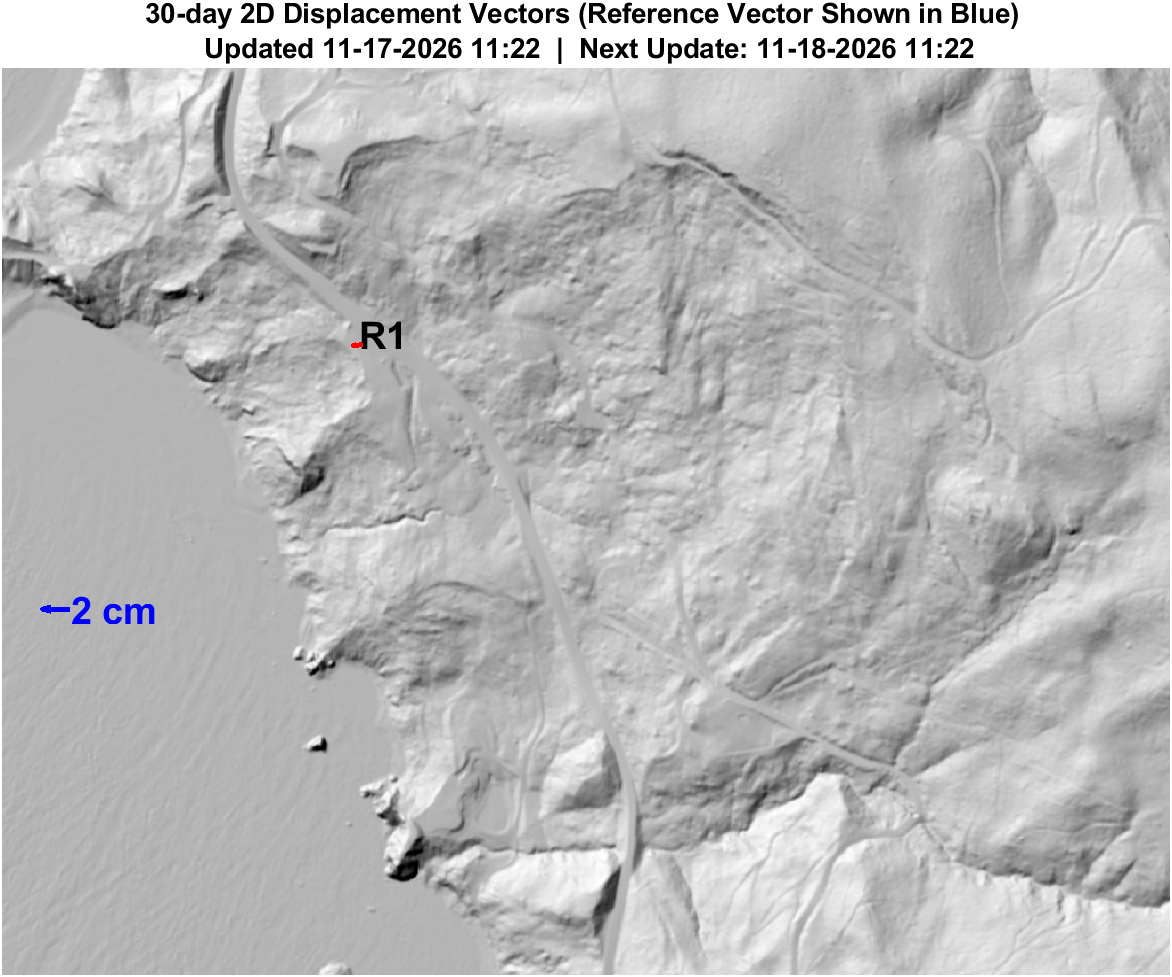 30-day 2D Displacement Vectors (Reference Vector Shown in Blue)
Updated 11-17-2026 11:22 | Next Update: 11-18-2026 11:22
R1
2 cm